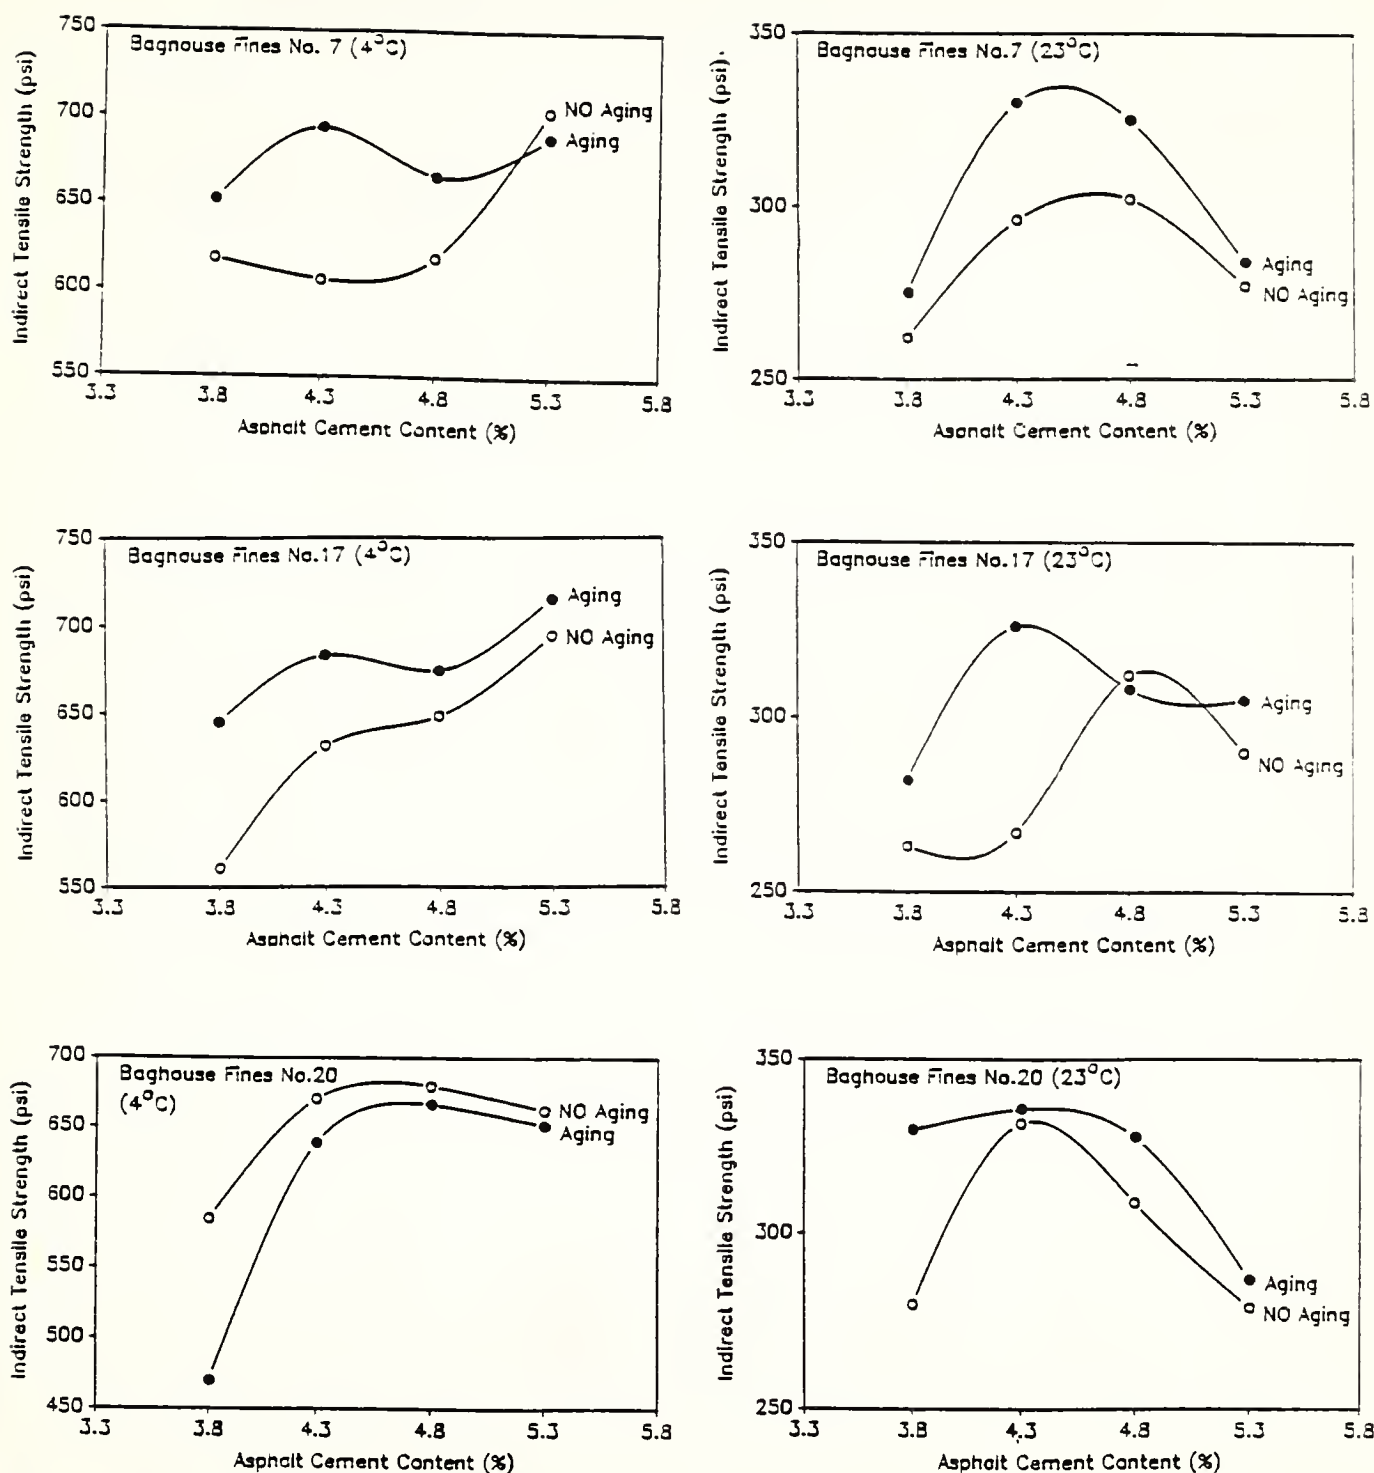 Baghouse Fines No. 7 (4°C)
Indirect Tensile Strength (psi)
750
700
650
600
550
NO Aging
Aging
3.3 3.8 4.3 4.8 5.3 5.8
Asphalt Cement Content (%)
Baghouse Fines No.7 (23°C)
Indirect Tensile Strength (psi).
350
300
250
Aging
NO Aging
3.3 3.8 4.3 4.8 5.3 5.8
Asphalt Cement Content (%)
Baghouse Fines No.17 (4°C)
Indirect Tensile Strength (psi)
750
700
650
600
550
Aging
NO Aging
3.3 3.8 4.3 4.8 5.3 5.8
Asphalt Cement Content (%)
Baghouse Fines No.17 (23°C)
Indirect Tensile Strength (psi)
350
300
250
Aging
NO Aging
3.3 3.8 4.3 4.8 5.3 5.8
Asphalt Cement Content (%)
Baghouse Fines No.20
(4°C)
Indirect Tensile Strength (psi)
700
650
600
550
500
450
NO Aging
Aging
3.3 3.8 4.3 4.8 5.3 5.8
Asphalt Cement Content (%)
Baghouse Fines No.20 (23°C)
Indirect Tensile Strength (psi)
350
300
250
Aging
NO Aging
3.3 3.8 4.3 4.8 5.3 5.8
Asphalt Cement Content (%)